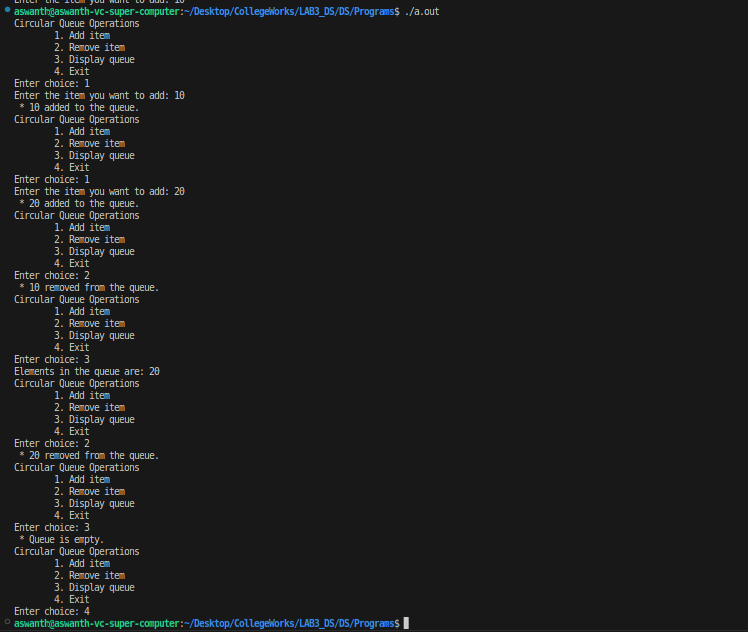 Enter the item you want to add: 10
aswanth@aswanth-vc-super-computer:~/Desktop/CollegeWorks/LAB3_DS/DS/Programs$ ./a.out
Circular Queue Operations
1. Add item
2. Remove item
3. Display queue
4. Exit
Enter choice: 1
Enter the item you want to add: 10
* 10 added to the queue.
Circular Queue Operations
1. Add item
2. Remove item
3. Display queue
4. Exit
Enter choice: 1
Enter the item you want to add: 20
* 20 added to the queue.
Circular Queue Operations
1. Add item
2. Remove item
3. Display queue
4. Exit
Enter choice: 2
* 10 removed from the queue.
Circular Queue Operations
1. Add item
2. Remove item
3. Display queue
4. Exit
Enter choice: 3
Elements in the queue are: 20
Circular Queue Operations
1. Add item
2. Remove item
3. Display queue
4. Exit
Enter choice: 2
* 20 removed from the queue.
Circular Queue Operations
1. Add item
2. Remove item
3. Display queue
4. Exit
Enter choice: 3
* Queue is empty.
Circular Queue Operations
1. Add item
2. Remove item
3. Display queue
4. Exit
Enter choice: 4
aswanth@aswanth-vc-super-computer:~/Desktop/CollegeWorks/LAB3_DS/DS/Programs$